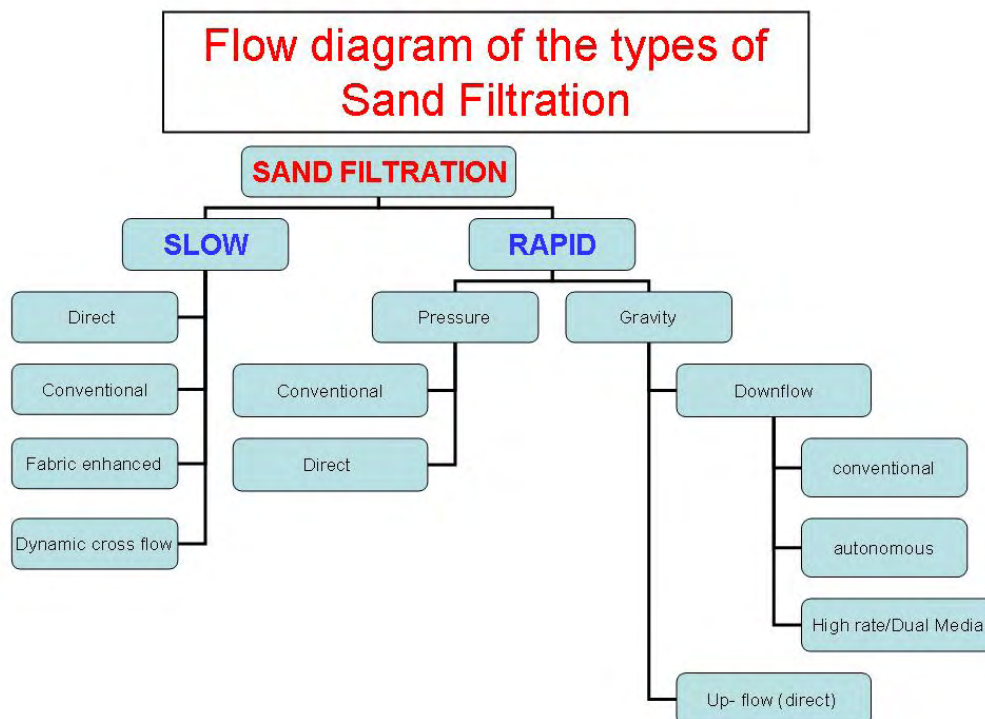 Flow diagram of the types of
Sand Filtration
SAND FILTRATION
SLOW
RAPID
Direct
Pressure
Gravity
Conventional
Conventional
Downflow
Fabric enhanced
Direct
conventional
Dynamic cross flow
autonomous
High rate/Dual Media
Up- flow (direct)